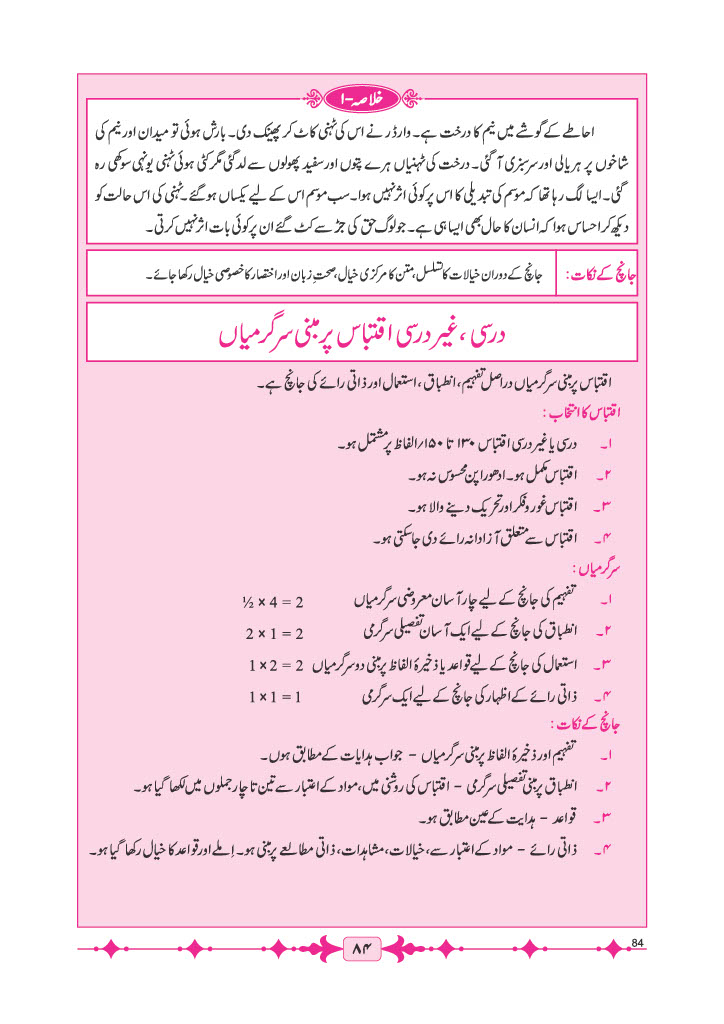 خلاصہ-۱
احاطے کے گوشے میں نیم کا درخت ہے۔ وارڈر نے اس کی ٹہنی کاٹ کر پھینک دی۔ بارش ہوئی تو میدان اور نیم کی
شاخوں پر ہریالی اور سرسبزی آ گئی۔ درخت کی ٹہنیاں ہرے پتوں اور سفید پھولوں سے لد گئی مگر کٹی ہوئی ٹہنی یونہی سوکھی رہ
گئی۔ ایسا لگ رہا تھا کہ موسم کی تبدیلی کا اس پر کوئی اثر نہیں ہوا۔ سب موسم اس کے لیے یکساں ہو گئے۔ ٹہنی کی اس حالت کو
دیکھ کر احساس ہوا کہ انسان کا حال بھی ایسا ہی ہے۔ جو لوگ حق کی جڑ سے کٹ گئے ان پر کوئی بات اثر نہیں کرتی۔
جانچ کے نکات : جانچ کے دوران خیالات کا تسلسل، متن کا مرکزی خیال، صحتِ زبان اور اختصار کا خصوصی خیال رکھا جائے۔
درسی، غیر درسی اقتباس پر مبنی سرگرمیاں
اقتباس پر مبنی سرگرمیاں دراصل تفہیم، انطباق، استعمال اور ذاتی رائے کی جانچ ہے۔
اقتباس کا انتخاب :
۱۔ درسی یا غیر درسی اقتباس ۱۳۰ تا ۱۵۰؍الفاظ پر مشتمل ہو۔
۲۔ اقتباس مکمل ہو۔ ادھورا پن محسوس نہ ہو۔
۳۔ اقتباس غور و فکر اور تحریک دینے والا ہو۔
۴۔ اقتباس سے متعلق آزادانہ رائے دی جاسکتی ہو۔
سرگرمیاں :
۱۔ تفہیم کی جانچ کے لیے چار آسان معروضی سرگرمیاں ½ × 4 = 2
۲۔ انطباق کی جانچ کے لیے ایک آسان تفصیلی سرگرمی 2 × 1 = 2
۳۔ استعمال کی جانچ کے لیے قواعد یا ذخیرۂ الفاظ پر مبنی دو سرگرمیاں 1 × 2 = 2
۴۔ ذاتی رائے کے اظہار کی جانچ کے لیے ایک سرگرمی 1 × 1 = 1
جانچ کے نکات :
۱۔ تفہیم اور ذخیرۂ الفاظ پر مبنی سرگرمیاں - جواب ہدایات کے مطابق ہوں۔
۲۔ انطباق پر مبنی تفصیلی سرگرمی - اقتباس کی روشنی میں، مواد کے اعتبار سے تین تا چار جملوں میں لکھا گیا ہو۔
۳۔ قواعد - ہدایت کے عین مطابق ہو۔
۴۔ ذاتی رائے - مواد کے اعتبار سے، خیالات، مشاہدات، ذاتی مطالعے پر مبنی ہو۔ اِملے اور قواعد کا خیال رکھا گیا ہو۔
۸۴
84